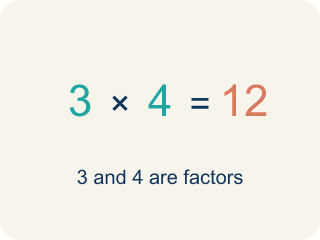 3 × 4 = 12
3 and 4 are factors